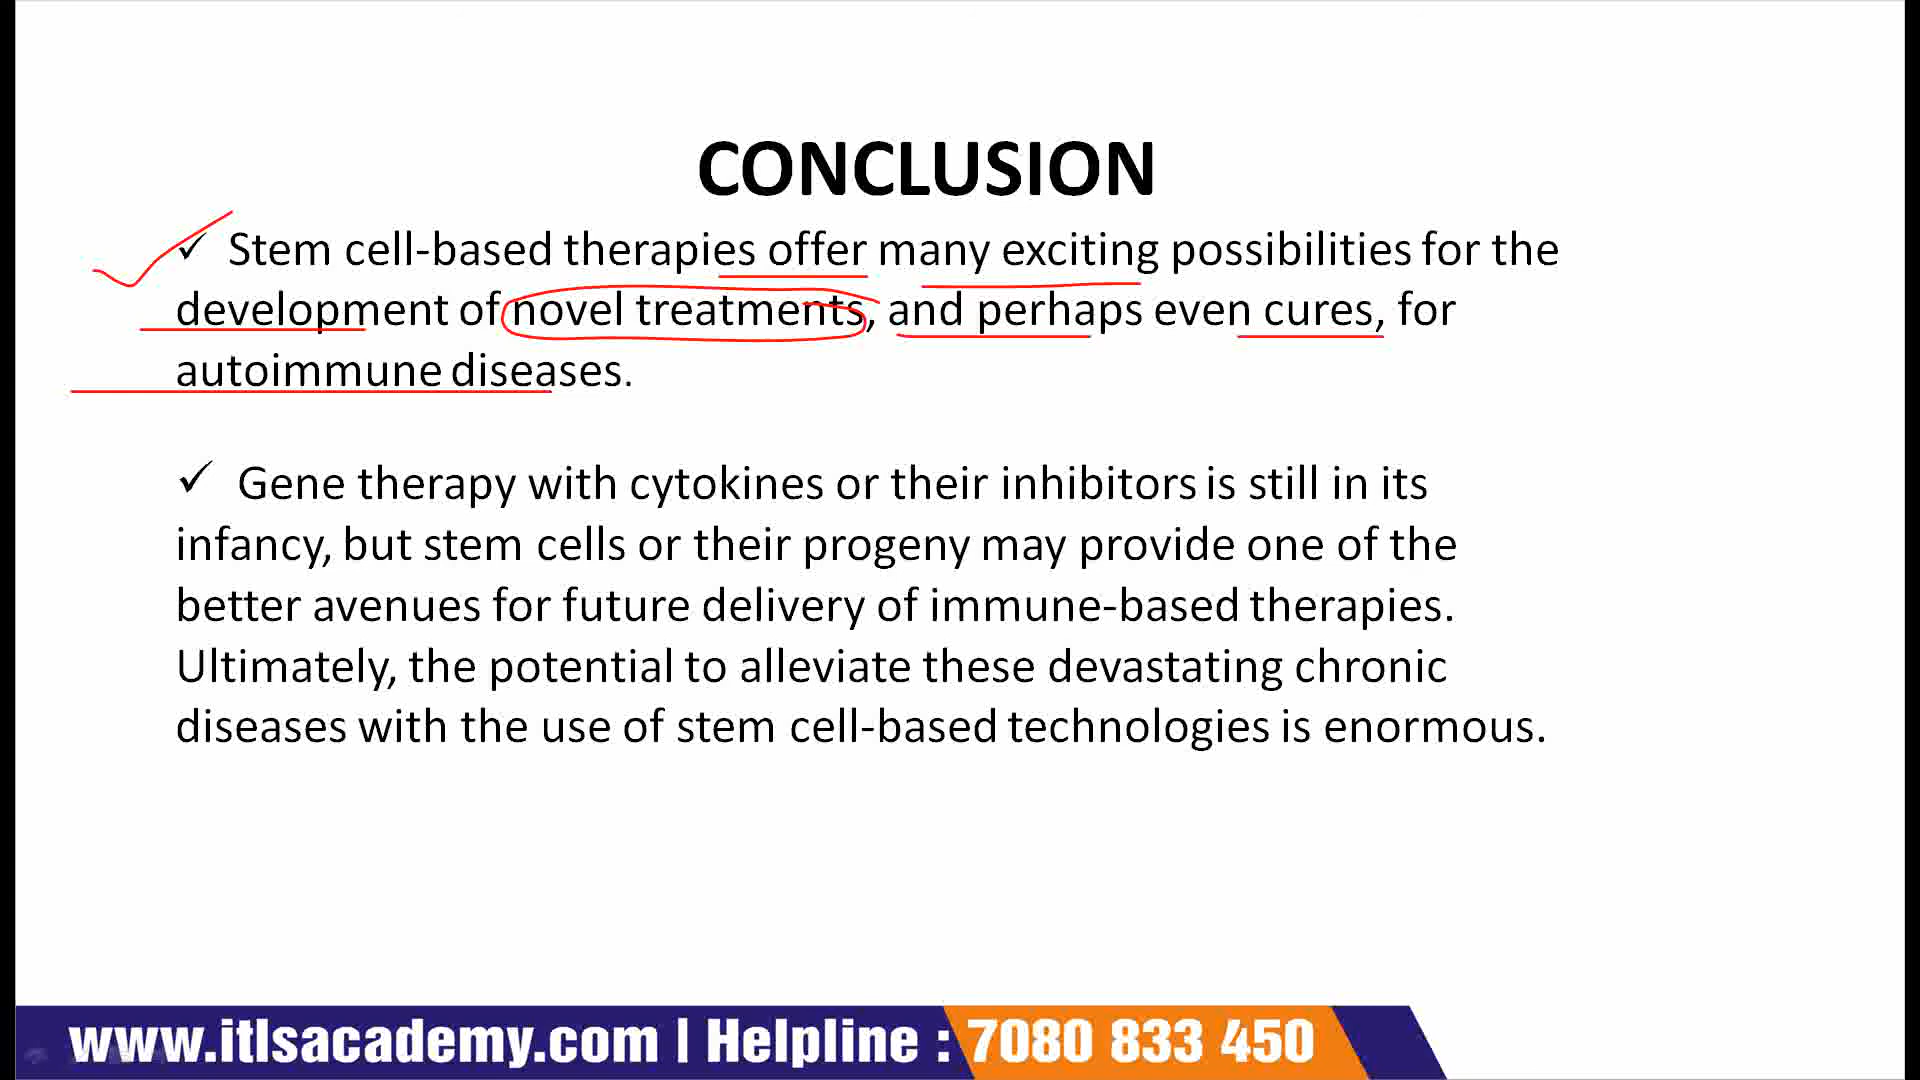 CONCLUSION
✓ Stem cell-based therapies offer many exciting possibilities for the
development of novel treatments, and perhaps even cures, for
autoimmune diseases.
✓ Gene therapy with cytokines or their inhibitors is still in its
infancy, but stem cells or their progeny may provide one of the
better avenues for future delivery of immune-based therapies.
Ultimately, the potential to alleviate these devastating chronic
diseases with the use of stem cell-based technologies is enormous.
www.itlsacademy.com | Helpline : 7080 833 450